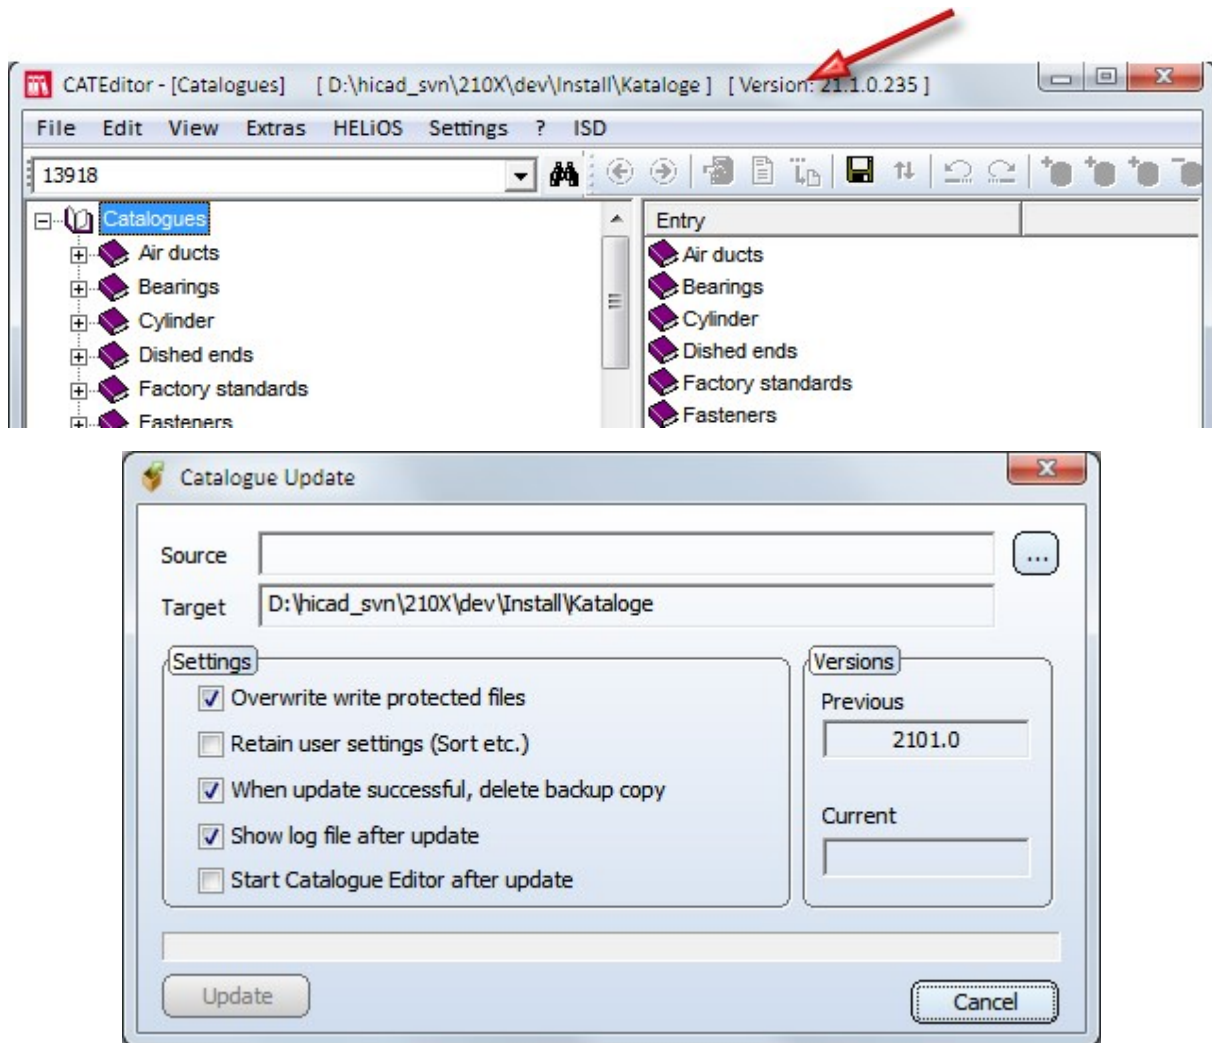 CATEditor - [Catalogues] [ D:\hicad_svn\210X\dev\Install\Kataloge ] [ Version: 21.1.0.235 ]
File Edit View Extras HELiOS Settings ? ISD
13918
Catalogues
Air ducts
Bearings
Cylinder
Dished ends
Factory standards
Fasteners
Entry
Air ducts
Bearings
Cylinder
Dished ends
Factory standards
Fasteners
Catalogue Update
Source ...
Target D:\hicad_svn\210X\dev\Install\Kataloge
Settings
Overwrite write protected files
Retain user settings (Sort etc.)
When update successful, delete backup copy
Show log file after update
Start Catalogue Editor after update
Versions
Previous
2101.0
Current
Update Cancel